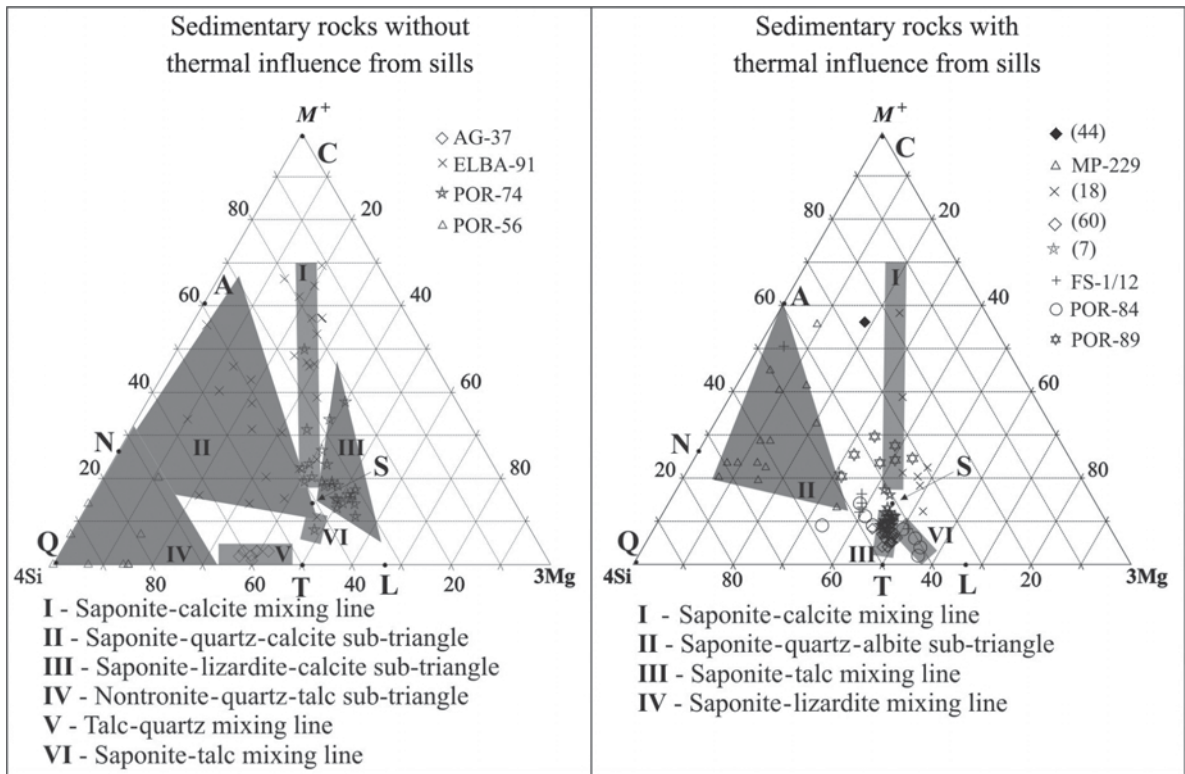 Sedimentary rocks without
thermal influence from sills
M+
C
◇ AG-37
× ELBA-91
☆ POR-74
△ POR-56
80
20
I
A
60
40
40
60
N
II
III
S
20
80
Q
IV
V
VI
4Si
80
60
T
40
L
20
3Mg
I - Saponite-calcite mixing line
II - Saponite-quartz-calcite sub-triangle
III - Saponite-lizardite-calcite sub-triangle
IV - Nontronite-quartz-talc sub-triangle
V - Talc-quartz mixing line
VI - Saponite-talc mixing line
Sedimentary rocks with
thermal influence from sills
M+
C
◆ (44)
△ MP-229
× (18)
◇ (60)
☆ (7)
+ FS-1/12
○ POR-84
✡ POR-89
80
20
I
60
A
40
40
60
N
20
S
80
II
VI
Q
III
4Si
80
60
T
40
L
20
3Mg
I - Saponite-calcite mixing line
II - Saponite-quartz-albite sub-triangle
III - Saponite-talc mixing line
IV - Saponite-lizardite mixing line